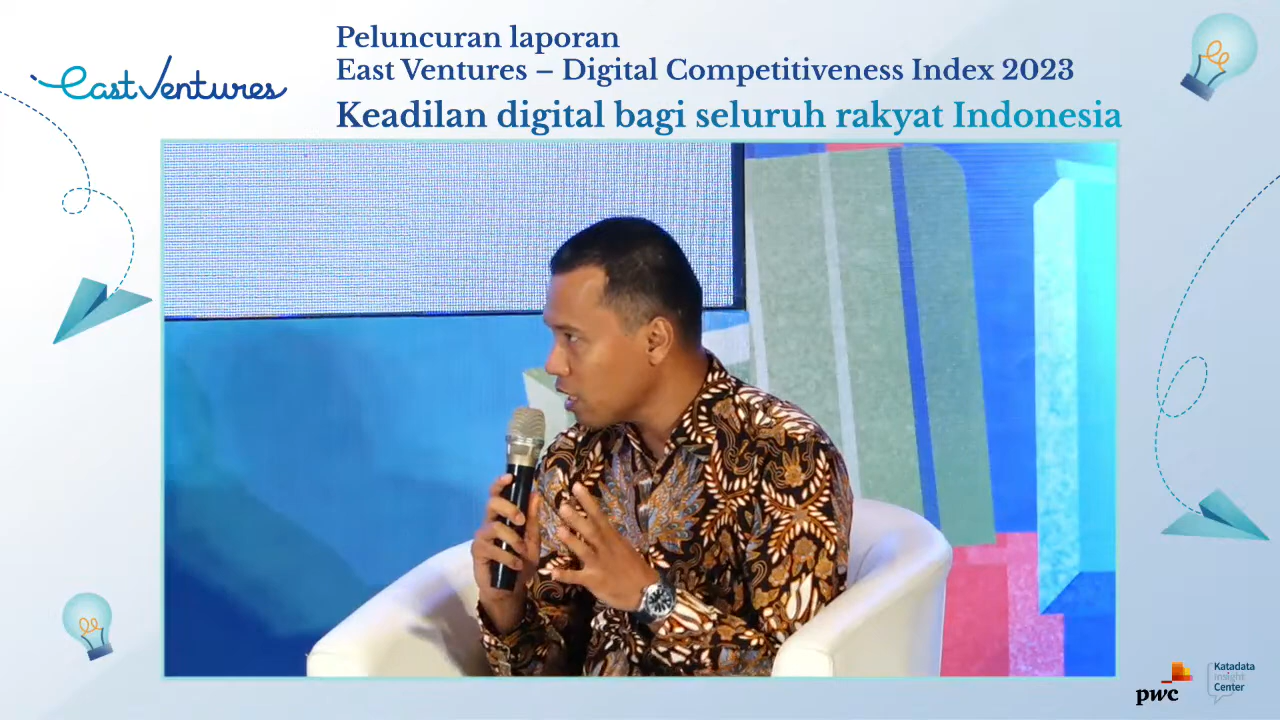 East Ventures
Peluncuran laporan
East Ventures – Digital Competitiveness Index 2023
Keadilan digital bagi seluruh rakyat Indonesia
pwc
Katadata
Insight
Center